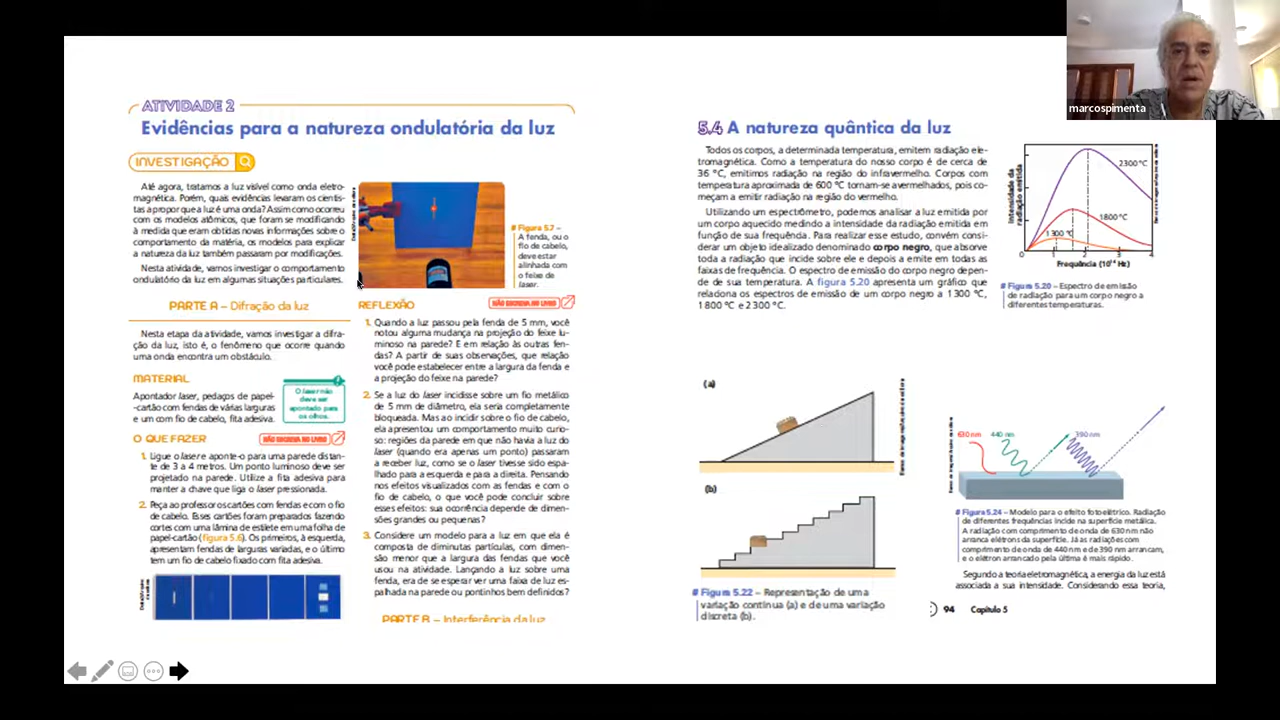 marcospimenta
ATIVIDADE 2
Evidências para a natureza ondulatória da luz
INVESTIGAÇÃO
Até agora, tratamos a luz visível como onda eletro-
magnética. Porém, quais evidências levaram os cientis-
tas a propor que a luz é uma onda? Assim como ocorreu
com os modelos atômicos, que foram se modificando
à medida que eram obtidas novas informações sobre o
comportamento da matéria, os modelos para explicar
a natureza da luz também passaram por modificações.
Nesta atividade, vamos investigar o comportamento
ondulatório da luz em algumas situações particulares.
PARTE A – Difração da luz
Nesta etapa da atividade, vamos investigar a difra-
ção da luz, isto é, o fenômeno que ocorre quando
uma onda encontra um obstáculo.
MATERIAL
Apontador laser, pedaços de papel-
-cartão com fendas de várias larguras
e um com fio de cabelo, fita adesiva.
O laser não
deve ser
apontado para
os olhos.
O QUE FAZER
NÃO ESCREVA NO LIVRO
1. Ligue o laser e aponte-o para uma parede distan-
te de 3 a 4 metros. Um ponto luminoso deve ser
projetado na parede. Utilize a fita adesiva para
manter a chave que liga o laser pressionada.
2. Peça ao professor os cartões com fendas e com o fio
de cabelo. Esses cartões foram preparados fazendo
cortes com uma lâmina de estilete em uma folha de
papel-cartão (figura 5.6). Os primeiros, à esquerda,
apresentam fendas de larguras variadas, e o último
tem um fio de cabelo fixado com fita adesiva.
Figura 5.7 –
A fenda, ou o
fio de cabelo,
deve estar
alinhada com
o feixe de
laser.
REFLEXÃO
NÃO ESCREVA NO LIVRO
1. Quando a luz passou pela fenda de 5 mm, você
notou alguma mudança na projeção do feixe lu-
minoso na parede? E em relação às outras fen-
das? A partir de suas observações, que relação
você pode estabelecer entre a largura da fenda e
a projeção do feixe na parede?
2. Se a luz do laser incidisse sobre um fio metálico
de 5 mm de diâmetro, ela seria completamente
bloqueada. Mas ao incidir sobre o fio de cabelo,
ela apresentou um comportamento muito curio-
so: regiões da parede em que não havia a luz do
laser (quando era apenas um ponto) passaram
a receber luz, como se o laser tivesse sido espa-
lhado para a esquerda e para a direita. Pensando
nos efeitos visualizados com as fendas e com o
fio de cabelo, o que você pode concluir sobre
esses efeitos: sua ocorrência depende de dimen-
sões grandes ou pequenas?
3. Considere um modelo para a luz em que ela é
composta de diminutas partículas, com dimen-
são menor que a largura das fendas que você
usou na atividade. Lançando a luz sobre uma
fenda, era de se esperar ver uma faixa de luz es-
palhada na parede ou pontinhos bem definidos?
PARTE B – Interferência da luz
5.4 A natureza quântica da luz
Todos os corpos, a determinada temperatura, emitem radiação ele-
tromagnética. Como a temperatura do nosso corpo é de cerca de
36 °C, emitimos radiação na região do infravermelho. Corpos com
temperatura aproximada de 600 °C tornam-se avermelhados, pois co-
meçam a emitir radiação na região do vermelho.
Utilizando um espectrômetro, podemos analisar a luz emitida por
um corpo aquecido medindo a intensidade da radiação emitida em
função de sua frequência. Para realizar esse estudo, convém consi-
derar um objeto idealizado denominado corpo negro, que absorve
toda a radiação que incide sobre ele e depois a emite em todas as
faixas de frequência. O espectro de emissão do corpo negro depen-
de de sua temperatura. A figura 5.20 apresenta um gráfico que
relaciona os espectros de emissão de um corpo negro a 1 300 °C,
1 800 °C e 2 300 °C.
Intensidade da
radiação emitida
2300 °C
1800 °C
1 300 °C
0 1 2 3 4
Frequência (10¹⁴ Hz)
Figura 5.20 – Espectro de emissão
de radiação para um corpo negro a
diferentes temperaturas.
(a)
(b)
Figura 5.22 – Representação de uma
variação contínua (a) e de uma variação
discreta (b).
630 nm 440 nm 390 nm
Figura 5.24 – Modelo para o efeito fotoelétrico. Radiação
de diferentes frequências incide na superfície metálica.
A radiação com comprimento de onda de 630 nm não
arranca elétrons da superfície. Já as radiações com
comprimento de onda de 440 nm e de 390 nm arrancam,
e o elétron arrancado pela última é mais rápido.
Segundo a teoria eletromagnética, a energia da luz está
associada a sua intensidade. Considerando essa teoria,
94 Capítulo 5